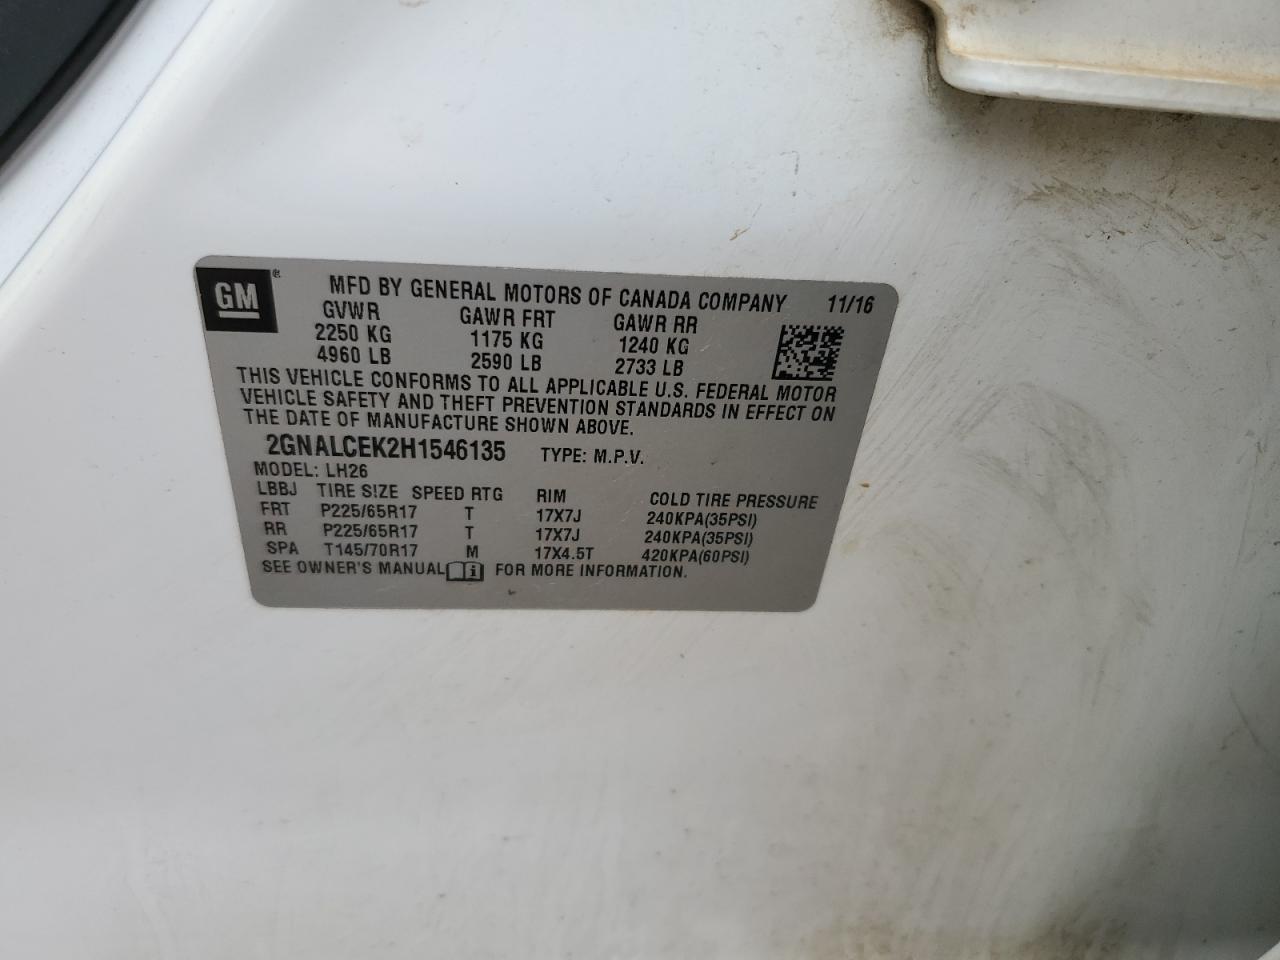 GM ®
MFD BY GENERAL MOTORS OF CANADA COMPANY 11/16
GVWR GAWR FRT GAWR RR
2250 KG 1175 KG 1240 KG
4960 LB 2590 LB 2733 LB
THIS VEHICLE CONFORMS TO ALL APPLICABLE U.S. FEDERAL MOTOR
VEHICLE SAFETY AND THEFT PREVENTION STANDARDS IN EFFECT ON
THE DATE OF MANUFACTURE SHOWN ABOVE.
2GNALCEK2H1546135 TYPE: M.P.V.
MODEL: LH26
LBBJ TIRE SIZE SPEED RTG RIM COLD TIRE PRESSURE
FRT P225/65R17 T 17X7J 240KPA(35PSI)
RR P225/65R17 T 17X7J 240KPA(35PSI)
SPA T145/70R17 M 17X4.5T 420KPA(60PSI)
SEE OWNER'S MANUAL i FOR MORE INFORMATION.